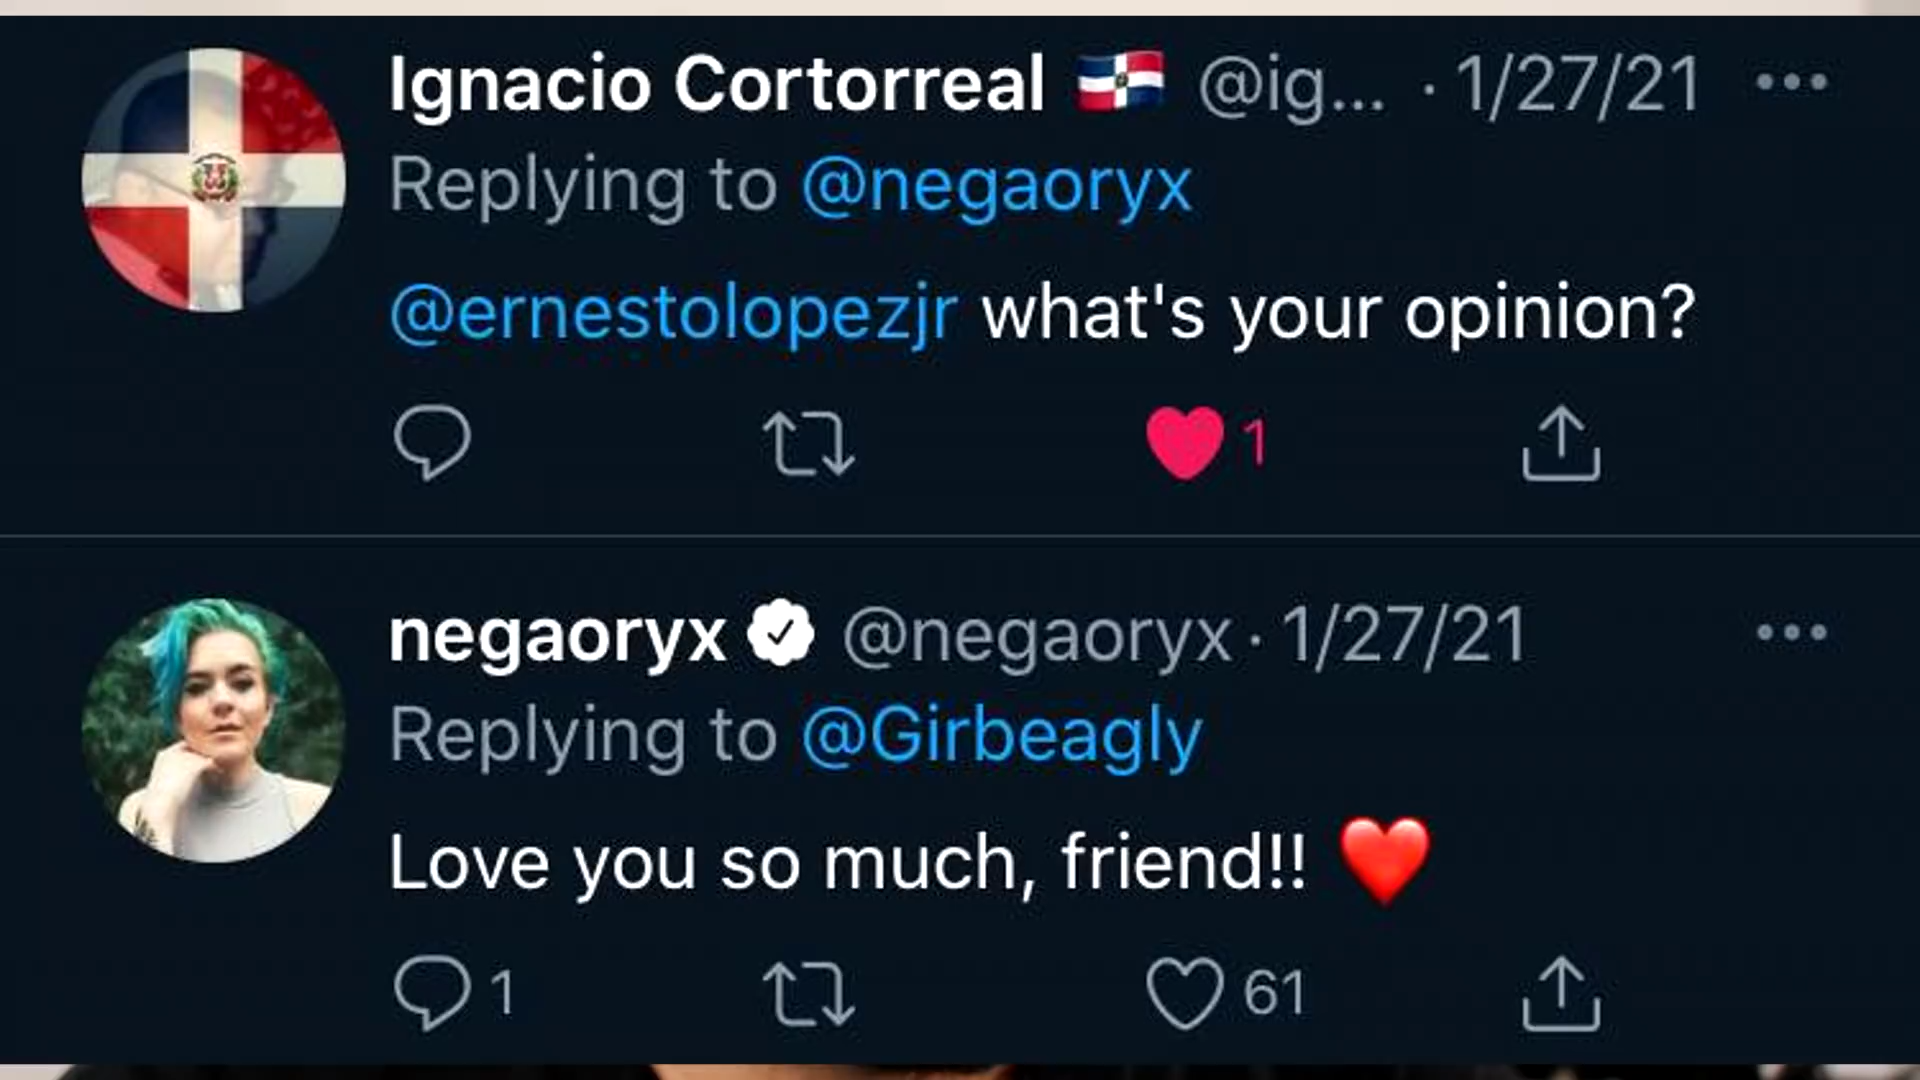 Ignacio Cortorreal 🇩🇴 @ig... · 1/27/21
Replying to @negaoryx
@ernestolopezjr what's your opinion?
1
negaoryx @negaoryx · 1/27/21
Replying to @Girbeagly
Love you so much, friend!! ❤️
1 61